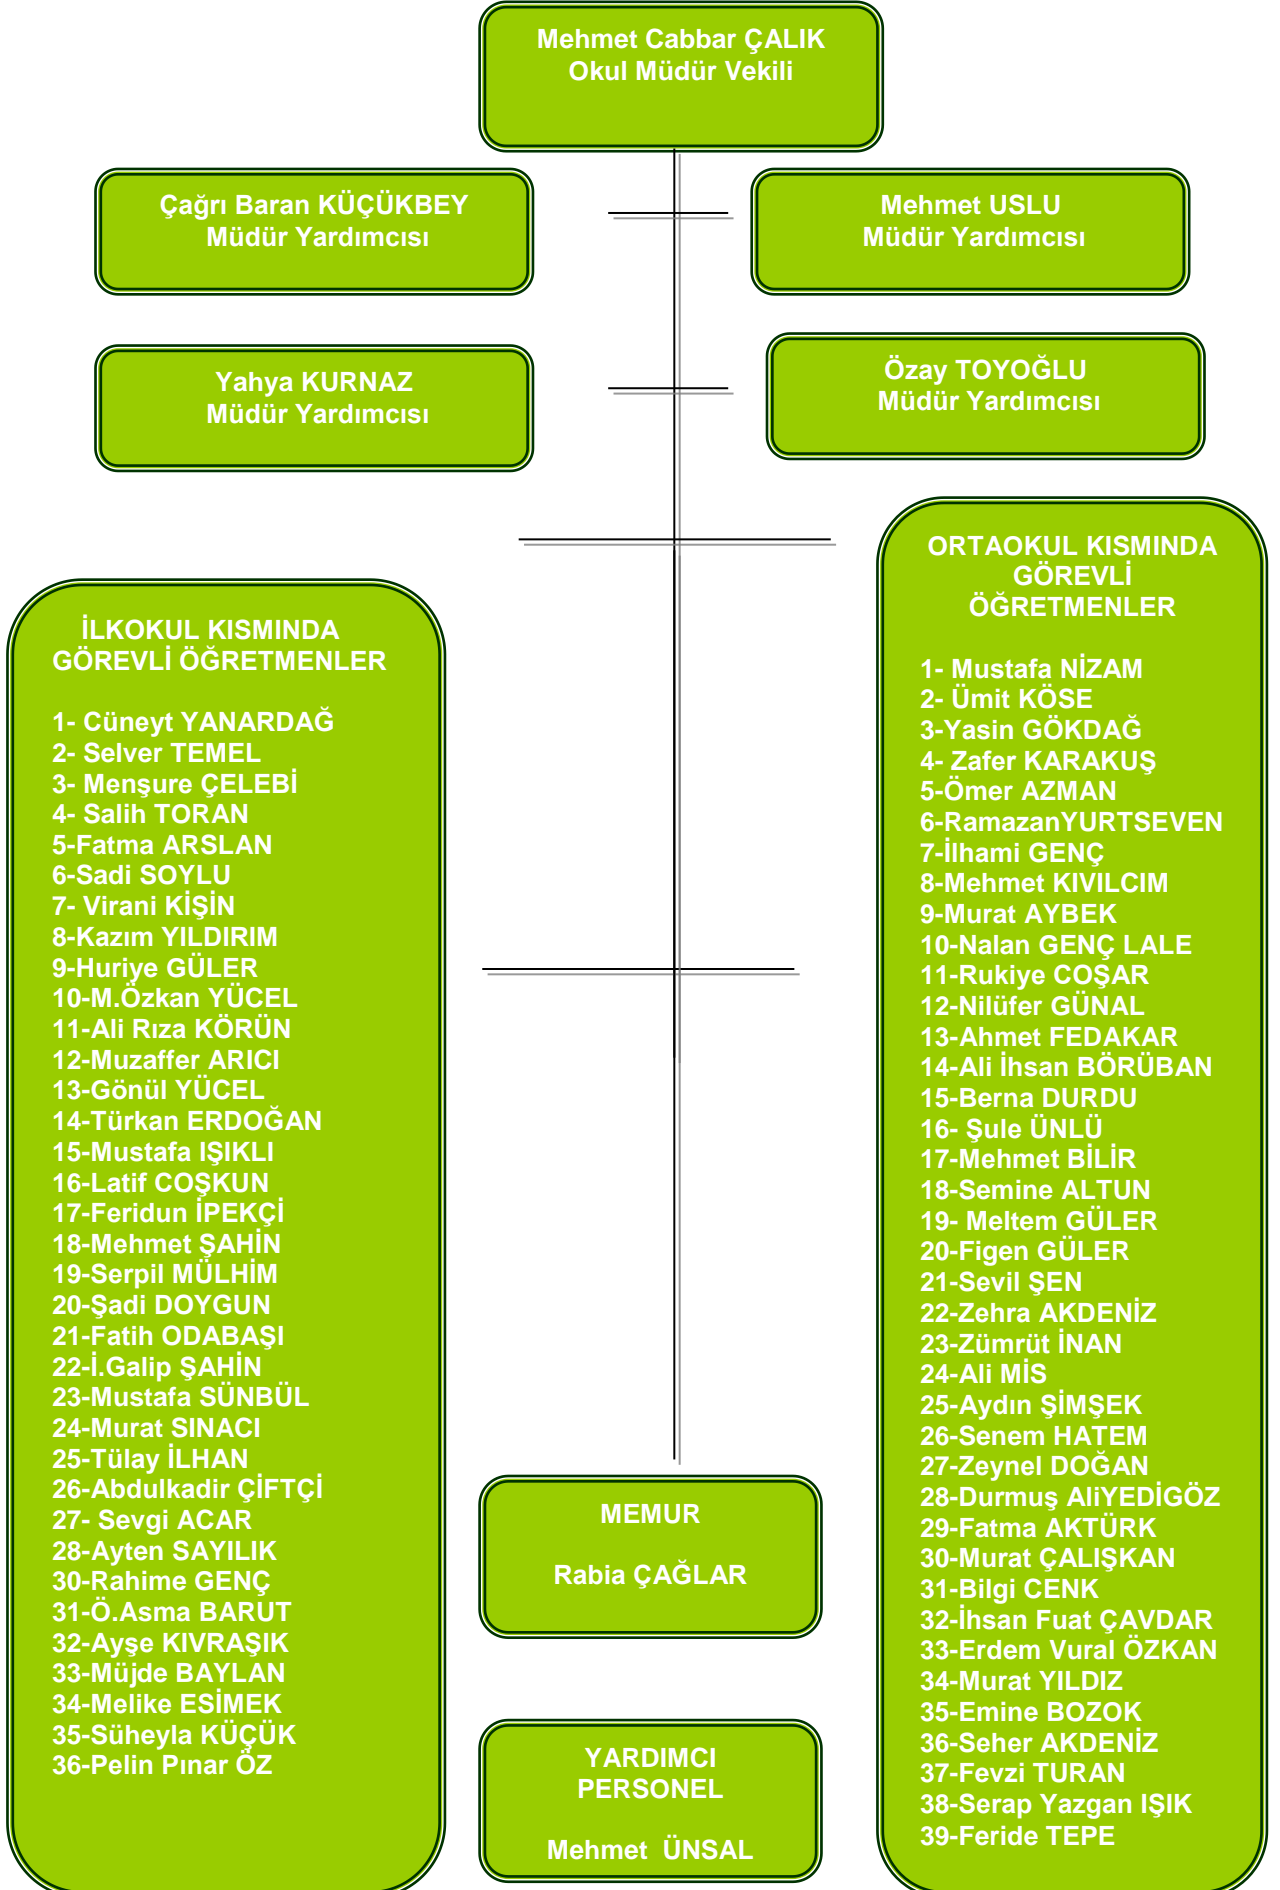 Mehmet Cabbar ÇALIK
Okul Müdür Vekili
Çağrı Baran KÜÇÜKBEY
Müdür Yardımcısı
Mehmet USLU
Müdür Yardımcısı
Yahya KURNAZ
Müdür Yardımcısı
Özay TOYOĞLU
Müdür Yardımcısı
İLKOKUL KISMINDA
GÖREVLİ ÖĞRETMENLER
1- Cüneyt YANARDAĞ
2- Selver TEMEL
3- Menşure ÇELEBİ
4- Salih TORAN
5-Fatma ARSLAN
6-Sadi SOYLU
7- Virani KİŞİN
8-Kazım YILDIRIM
9-Huriye GÜLER
10-M.Özkan YÜCEL
11-Ali Rıza KÖRÜN
12-Muzaffer ARICI
13-Gönül YÜCEL
14-Türkan ERDOĞAN
15-Mustafa IŞIKLI
16-Latif COŞKUN
17-Feridun İPEKÇİ
18-Mehmet ŞAHİN
19-Serpil MÜLHİM
20-Şadi DOYGUN
21-Fatih ODABAŞI
22-İ.Galip ŞAHİN
23-Mustafa SÜNBÜL
24-Murat SINACI
25-Tülay İLHAN
26-Abdulkadir ÇİFTÇİ
27- Sevgi ACAR
28-Ayten SAYILIK
30-Rahime GENÇ
31-Ö.Asma BARUT
32-Ayşe KIVRAŞIK
33-Müjde BAYLAN
34-Melike ESİMEK
35-Süheyla KÜÇÜK
36-Pelin Pınar ÖZ
ORTAOKUL KISMINDA
GÖREVLİ
ÖĞRETMENLER
1- Mustafa NİZAM
2- Ümit KÖSE
3-Yasin GÖKDAĞ
4- Zafer KARAKUŞ
5-Ömer AZMAN
6-RamazanYURTSEVEN
7-İlhami GENÇ
8-Mehmet KIVILCIM
9-Murat AYBEK
10-Nalan GENÇ LALE
11-Rukiye COŞAR
12-Nilüfer GÜNAL
13-Ahmet FEDAKAR
14-Ali İhsan BÖRÜBAN
15-Berna DURDU
16- Şule ÜNLÜ
17-Mehmet BİLİR
18-Semine ALTUN
19- Meltem GÜLER
20-Figen GÜLER
21-Sevil ŞEN
22-Zehra AKDENİZ
23-Zümrüt İNAN
24-Ali MİS
25-Aydın ŞİMŞEK
26-Senem HATEM
27-Zeynel DOĞAN
28-Durmuş AliYEDİGÖZ
29-Fatma AKTÜRK
30-Murat ÇALIŞKAN
31-Bilgi CENK
32-İhsan Fuat ÇAVDAR
33-Erdem Vural ÖZKAN
34-Murat YILDIZ
35-Emine BOZOK
36-Seher AKDENİZ
37-Fevzi TURAN
38-Serap Yazgan IŞIK
39-Feride TEPE
MEMUR
Rabia ÇAĞLAR
YARDIMCI
PERSONEL
Mehmet  ÜNSAL